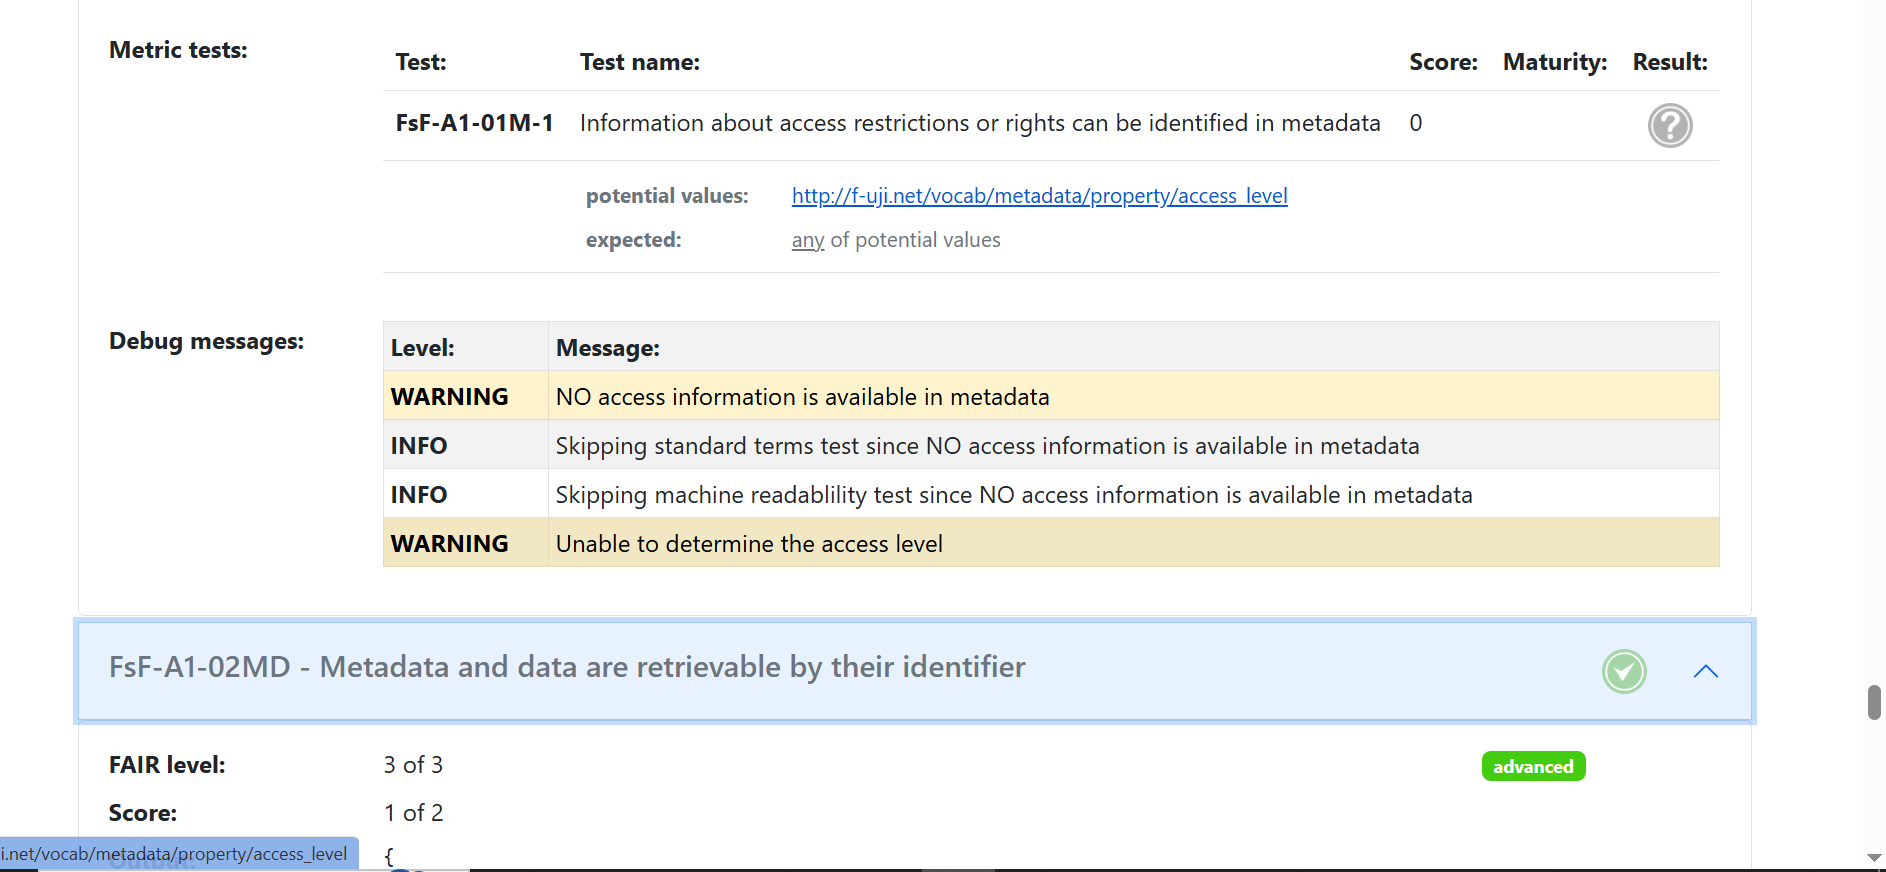 Metric tests:
Test: Test name: Score: Maturity: Result:
FsF-A1-01M-1 Information about access restrictions or rights can be identified in metadata 0
potential values: http://f-uji.net/vocab/metadata/property/access_level
expected: any of potential values
Debug messages:
Level: Message:
WARNING NO access information is available in metadata
INFO Skipping standard terms test since NO access information is available in metadata
INFO Skipping machine readablility test since NO access information is available in metadata
WARNING Unable to determine the access level
FsF-A1-02MD - Metadata and data are retrievable by their identifier
FAIR level: 3 of 3 advanced
Score: 1 of 2
Output: {
i.net/vocab/metadata/property/access_level